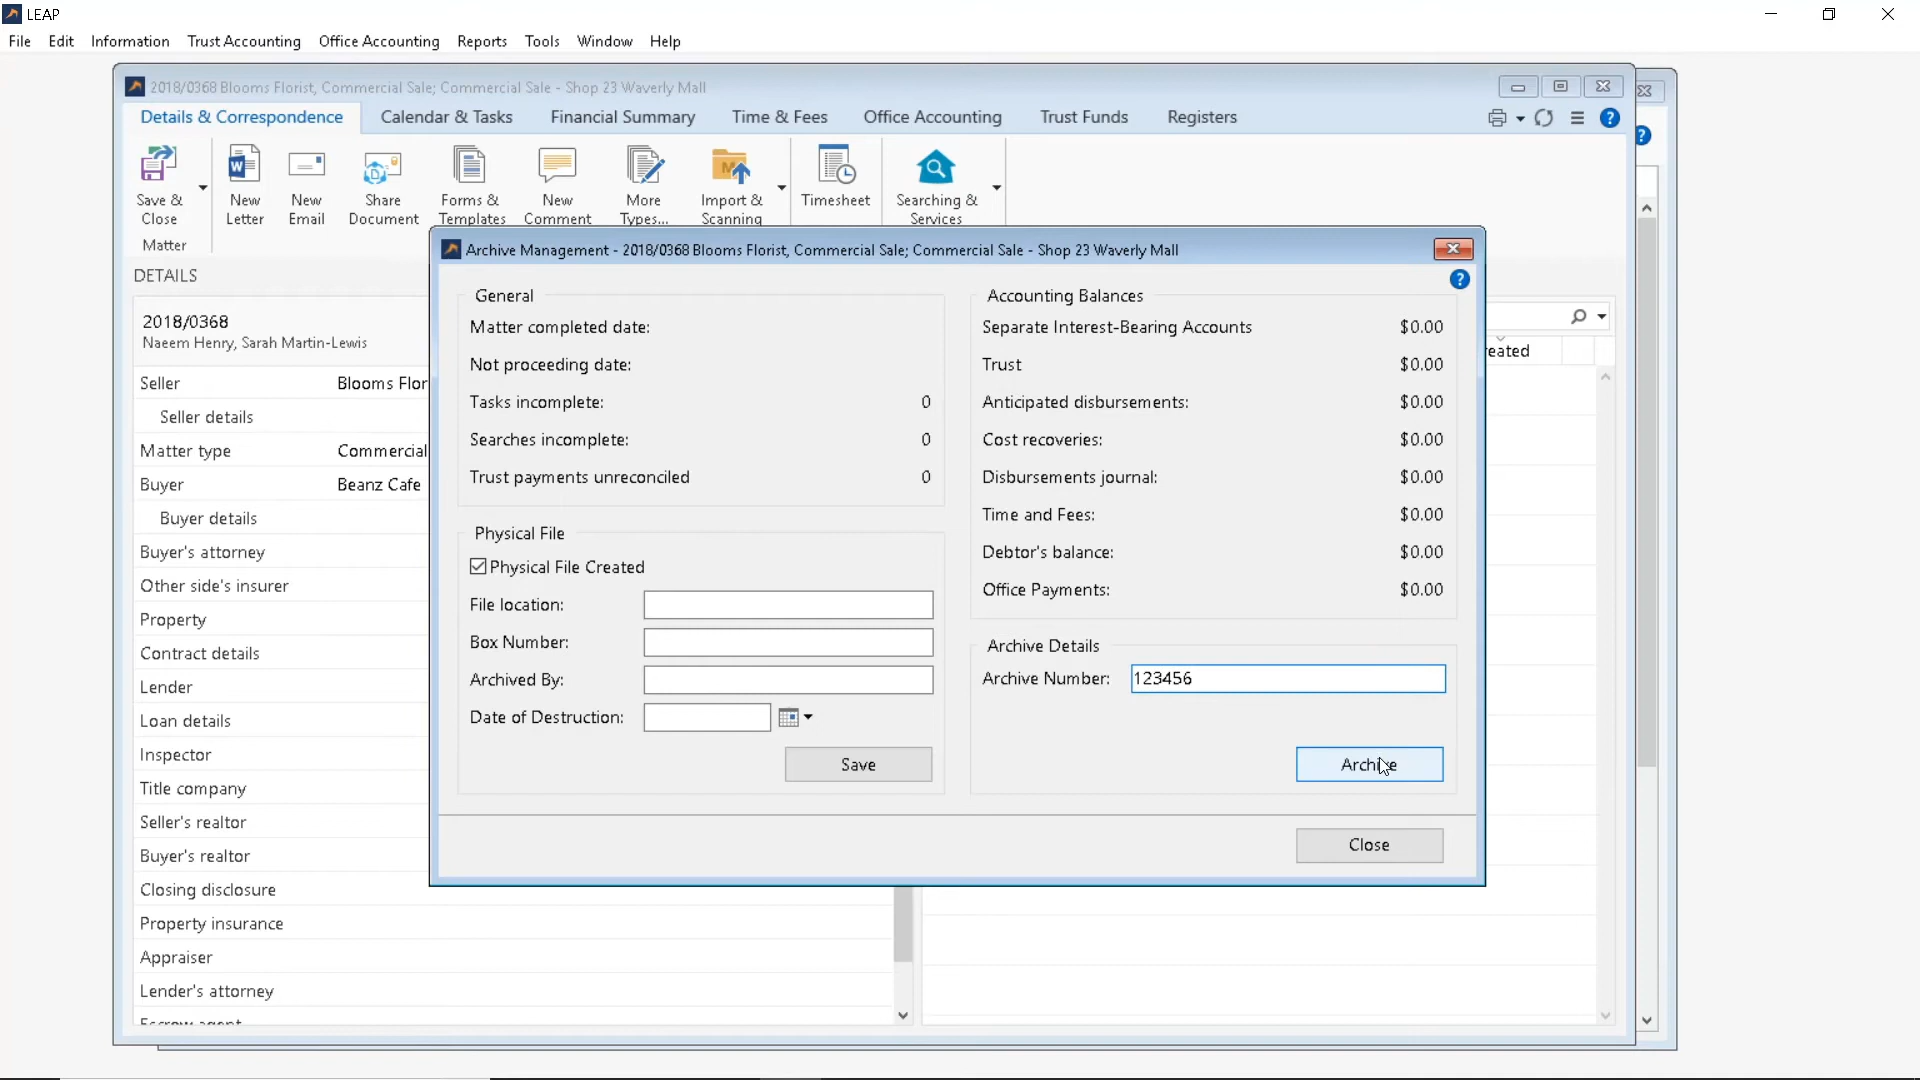 LEAP
File Edit Information Trust Accounting Office Accounting Reports Tools Window Help
2018/0368 Blooms Florist, Commercial Sale; Commercial Sale - Shop 23 Waverly Mall
Details & Correspondence Calendar & Tasks Financial Summary Time & Fees Office Accounting Trust Funds Registers
Save & Close
New Letter
New Email
Share Document
Forms & Templates
New Comment
More Types...
Import & Scanning
Timesheet
Searching & Services
Matter
DETAILS
2018/0368
Naeem Henry, Sarah Martin-Lewis
Seller Blooms Flor
Seller details
Matter type Commercial
Buyer Beanz Cafe
Buyer details
Buyer's attorney
Other side's insurer
Property
Contract details
Lender
Loan details
Inspector
Title company
Seller's realtor
Buyer's realtor
Closing disclosure
Property insurance
Appraiser
Lender's attorney
Escrow agent
eated
Archive Management - 2018/0368 Blooms Florist, Commercial Sale; Commercial Sale - Shop 23 Waverly Mall
General
Matter completed date:
Not proceeding date:
Tasks incomplete: 0
Searches incomplete: 0
Trust payments unreconciled 0
Physical File
Physical File Created
File location:
Box Number:
Archived By:
Date of Destruction:
Save
Accounting Balances
Separate Interest-Bearing Accounts $0.00
Trust $0.00
Anticipated disbursements: $0.00
Cost recoveries: $0.00
Disbursements journal: $0.00
Time and Fees: $0.00
Debtor's balance: $0.00
Office Payments: $0.00
Archive Details
Archive Number: 123456
Archive
Close